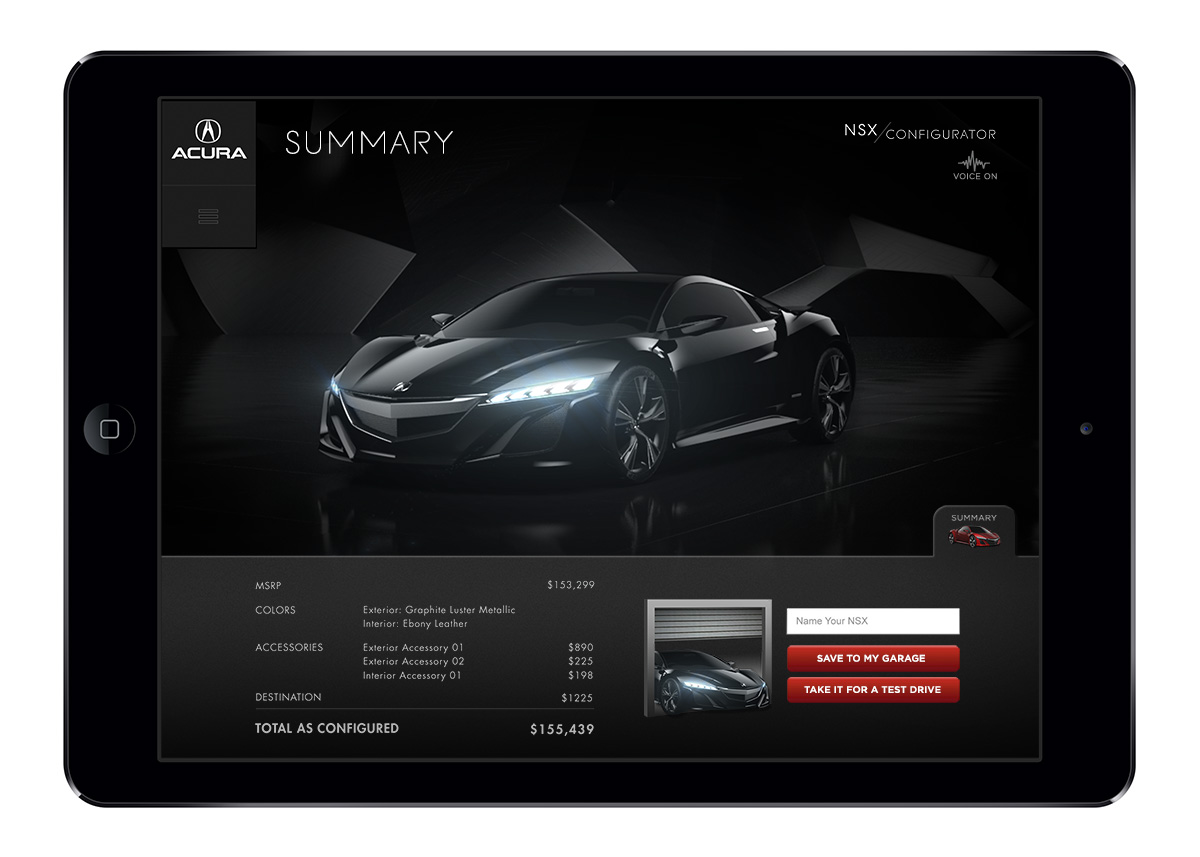 ACURA
SUMMARY
NSX/CONFIGURATOR
VOICE ON
SUMMARY
MSRP $153,299
COLORS Exterior: Graphite Luster Metallic
Interior: Ebony Leather
ACCESSORIES Exterior Accessory 01 $890
Exterior Accessory 02 $225
Interior Accessory 01 $198
DESTINATION $1225
TOTAL AS CONFIGURED $155,439
Name Your NSX
SAVE TO MY GARAGE
TAKE IT FOR A TEST DRIVE